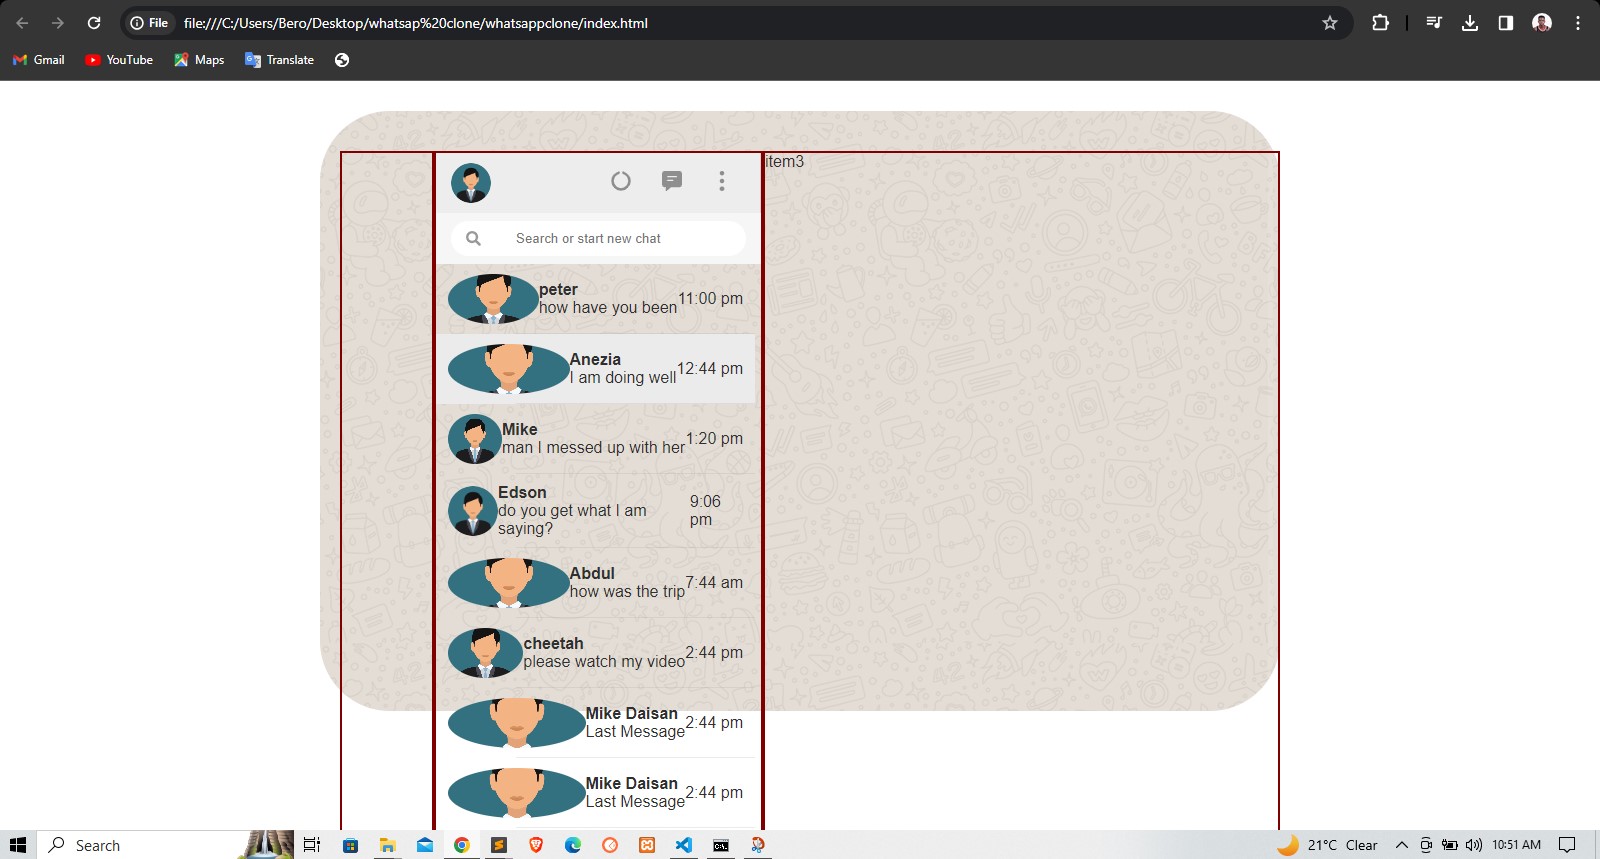 File
file:///C:/Users/Bero/Desktop/whatsap%20clone/whatsappclone/index.html
Gmail
YouTube
Maps
Translate
item3
Search or start new chat
peter
how have you been
11:00 pm
Anezia
I am doing well
12:44 pm
Mike
man I messed up with her
1:20 pm
Edson
do you get what I am
saying?
9:06
pm
Abdul
how was the trip
7:44 am
cheetah
please watch my video
2:44 pm
Mike Daisan
Last Message
2:44 pm
Mike Daisan
Last Message
2:44 pm
Search
21°C Clear
10:51 AM